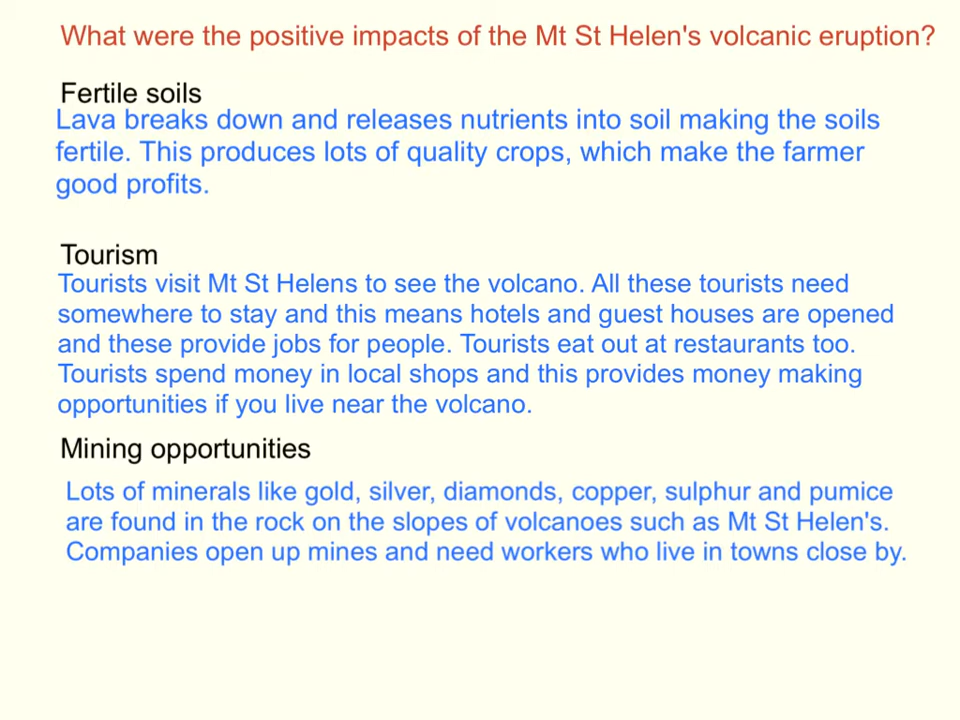 What were the positive impacts of the Mt St Helen's volcanic eruption?
Fertile soils
Lava breaks down and releases nutrients into soil making the soils
fertile. This produces lots of quality crops, which make the farmer
good profits.
Tourism
Tourists visit Mt St Helens to see the volcano. All these tourists need
somewhere to stay and this means hotels and guest houses are opened
and these provide jobs for people. Tourists eat out at restaurants too.
Tourists spend money in local shops and this provides money making
opportunities if you live near the volcano.
Mining opportunities
Lots of minerals like gold, silver, diamonds, copper, sulphur and pumice
are found in the rock on the slopes of volcanoes such as Mt St Helen's.
Companies open up mines and need workers who live in towns close by.